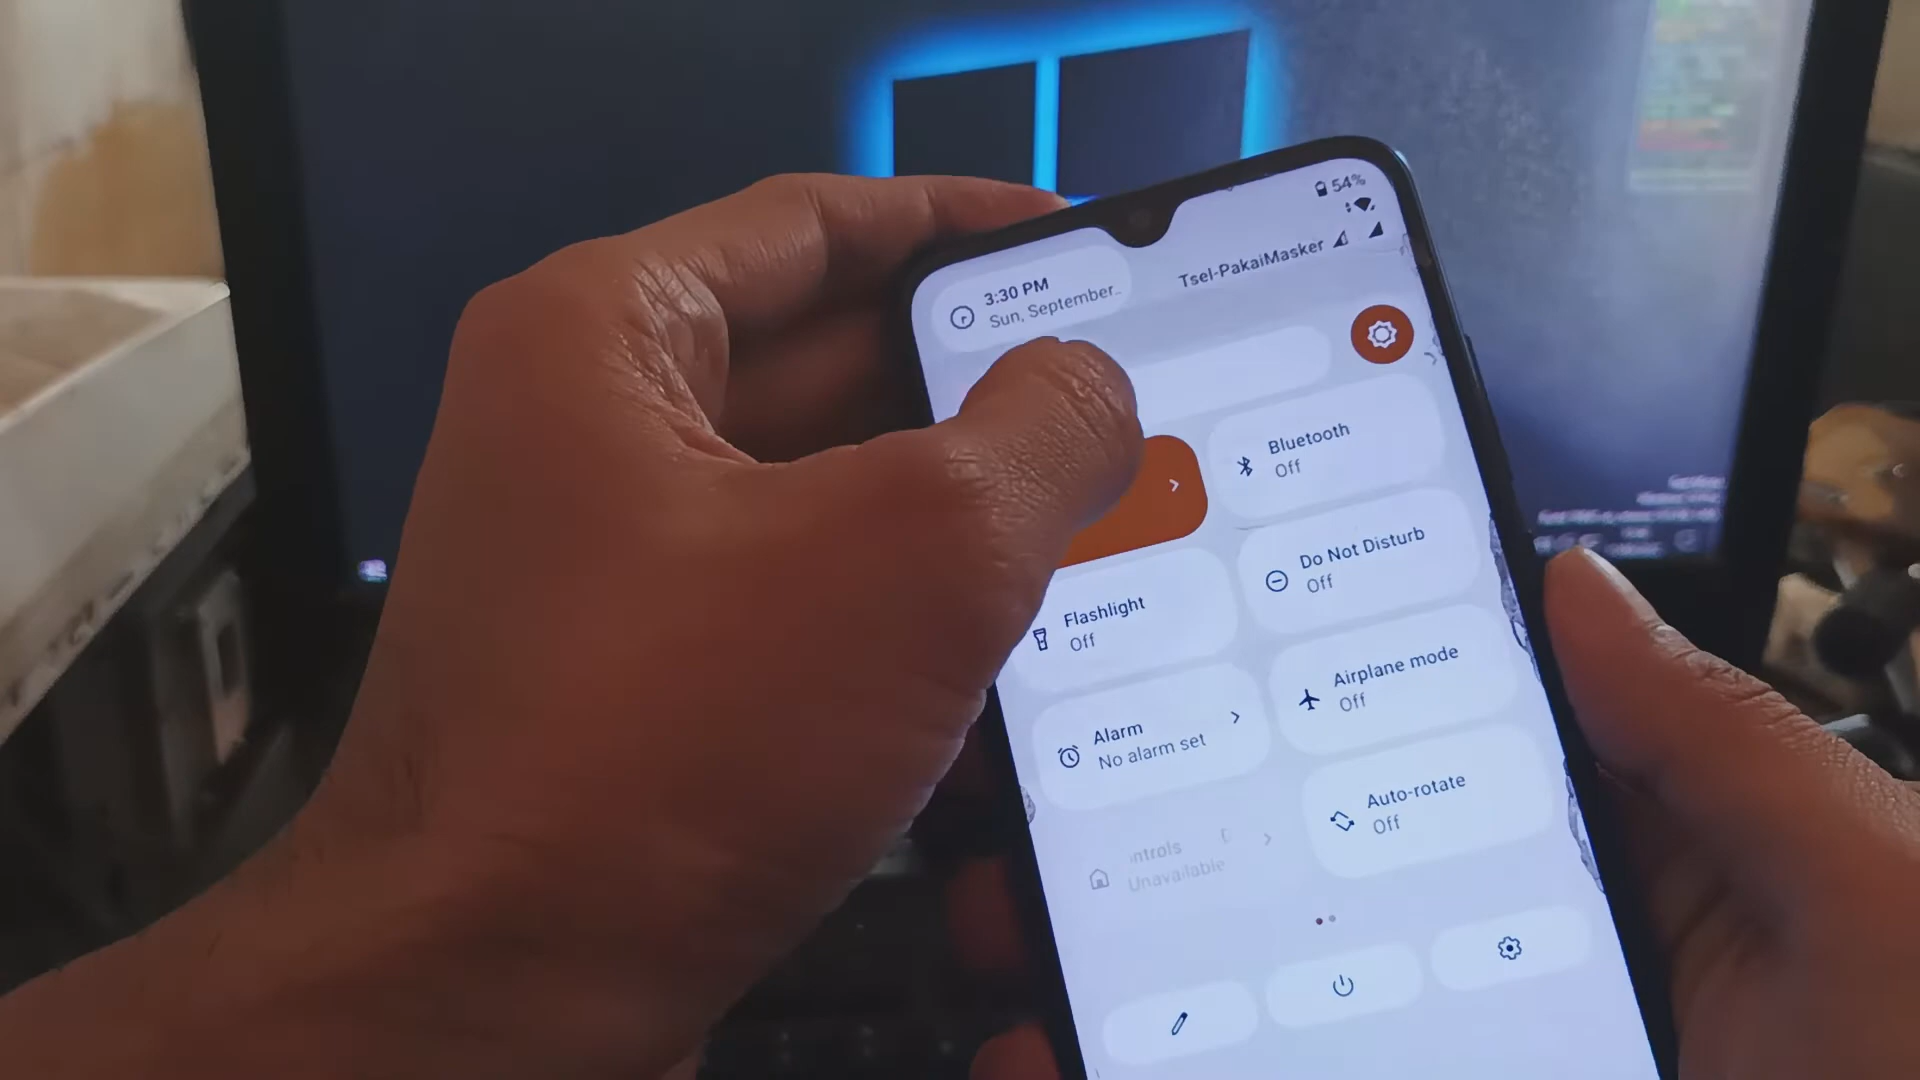 54%
Tsel-PakaiMasker
3:30 PM
Sun, September...
Bluetooth
Off
Do Not Disturb
Off
Flashlight
Off
Airplane mode
Off
Alarm
No alarm set
Auto-rotate
Off
ntrols
Unavailable